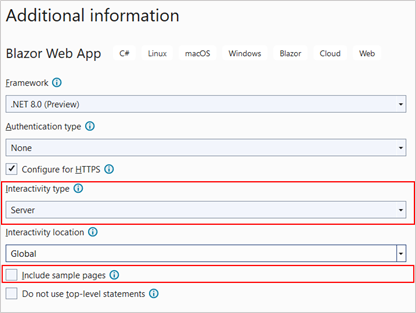 Additional information
Blazor Web App C# Linux macOS Windows Blazor Cloud Web
Framework
.NET 8.0 (Preview)
Authentication type
None
Configure for HTTPS
Interactivity type
Server
Interactivity location
Global
Include sample pages
Do not use top-level statements